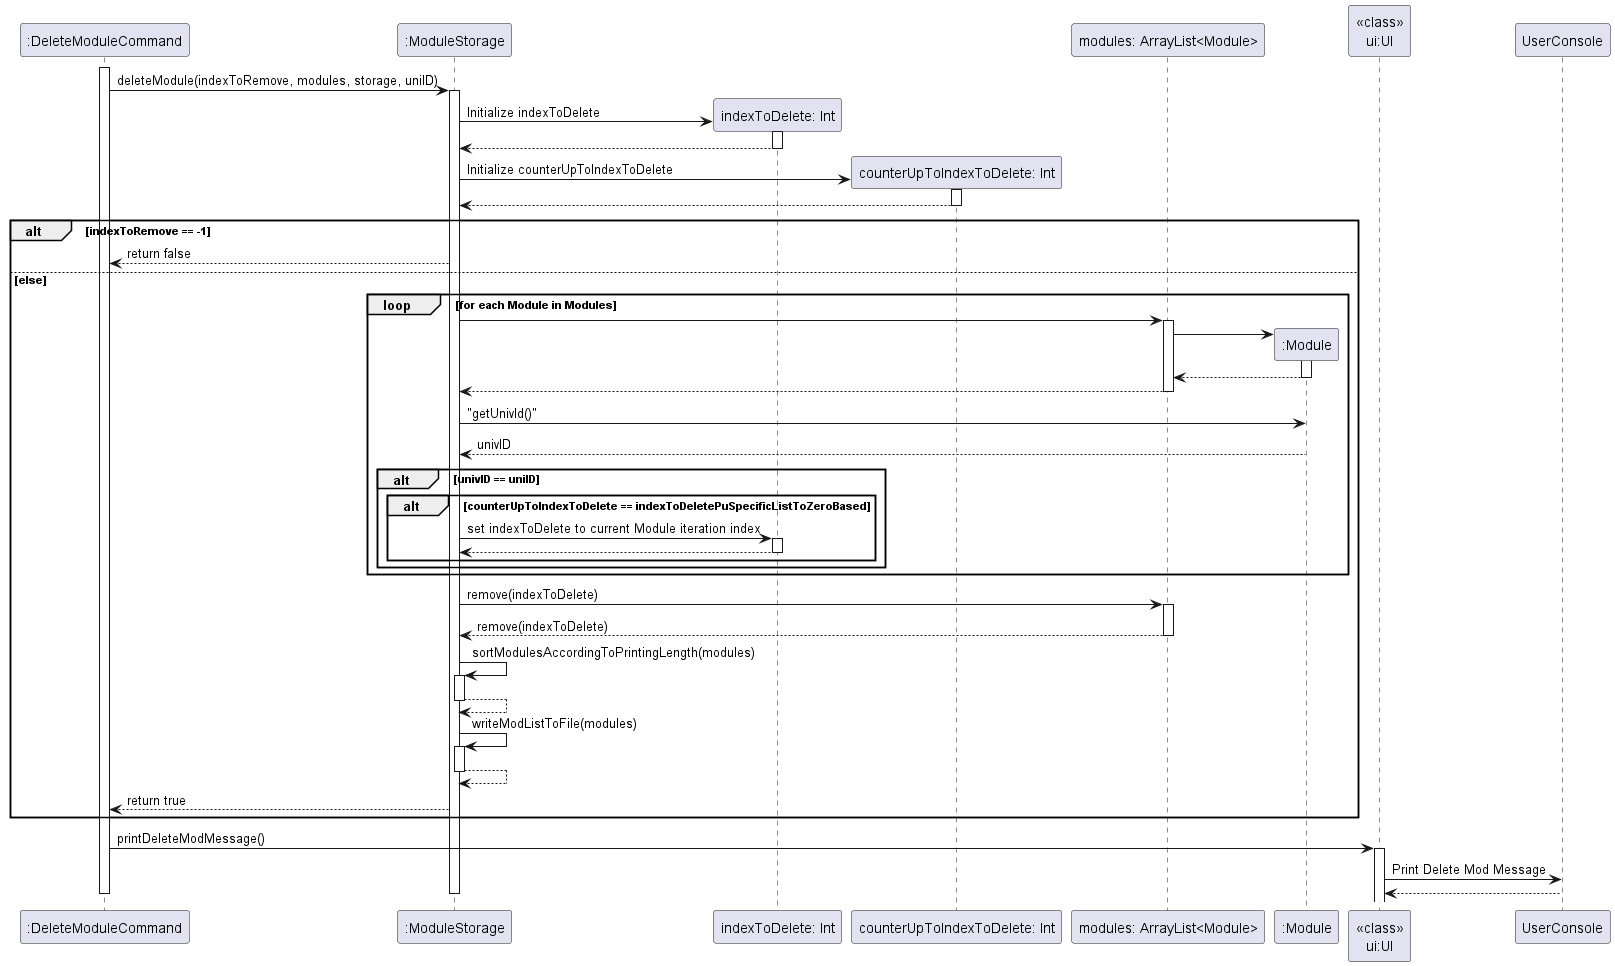 :DeleteModuleCommand
:ModuleStorage
modules: ArrayList<Module>
«class»
ui:UI
UserConsole
deleteModule(indexToRemove, modules, storage, uniID)
Initialize indexToDelete
indexToDelete: Int
Initialize counterUpToIndexToDelete
counterUpToIndexToDelete: Int
alt
[indexToRemove == -1]
return false
[else]
loop
[for each Module in Modules]
:Module
"getUnivId()"
univID
alt
[univID == uniID]
alt
[counterUpToIndexToDelete == indexToDeletePuSpecificListToZeroBased]
set indexToDelete to current Module iteration index
remove(indexToDelete)
remove(indexToDelete)
sortModulesAccordingToPrintingLength(modules)
writeModListToFile(modules)
return true
printDeleteModMessage()
Print Delete Mod Message
:DeleteModuleCommand
:ModuleStorage
indexToDelete: Int
counterUpToIndexToDelete: Int
modules: ArrayList<Module>
:Module
«class»
ui:UI
UserConsole